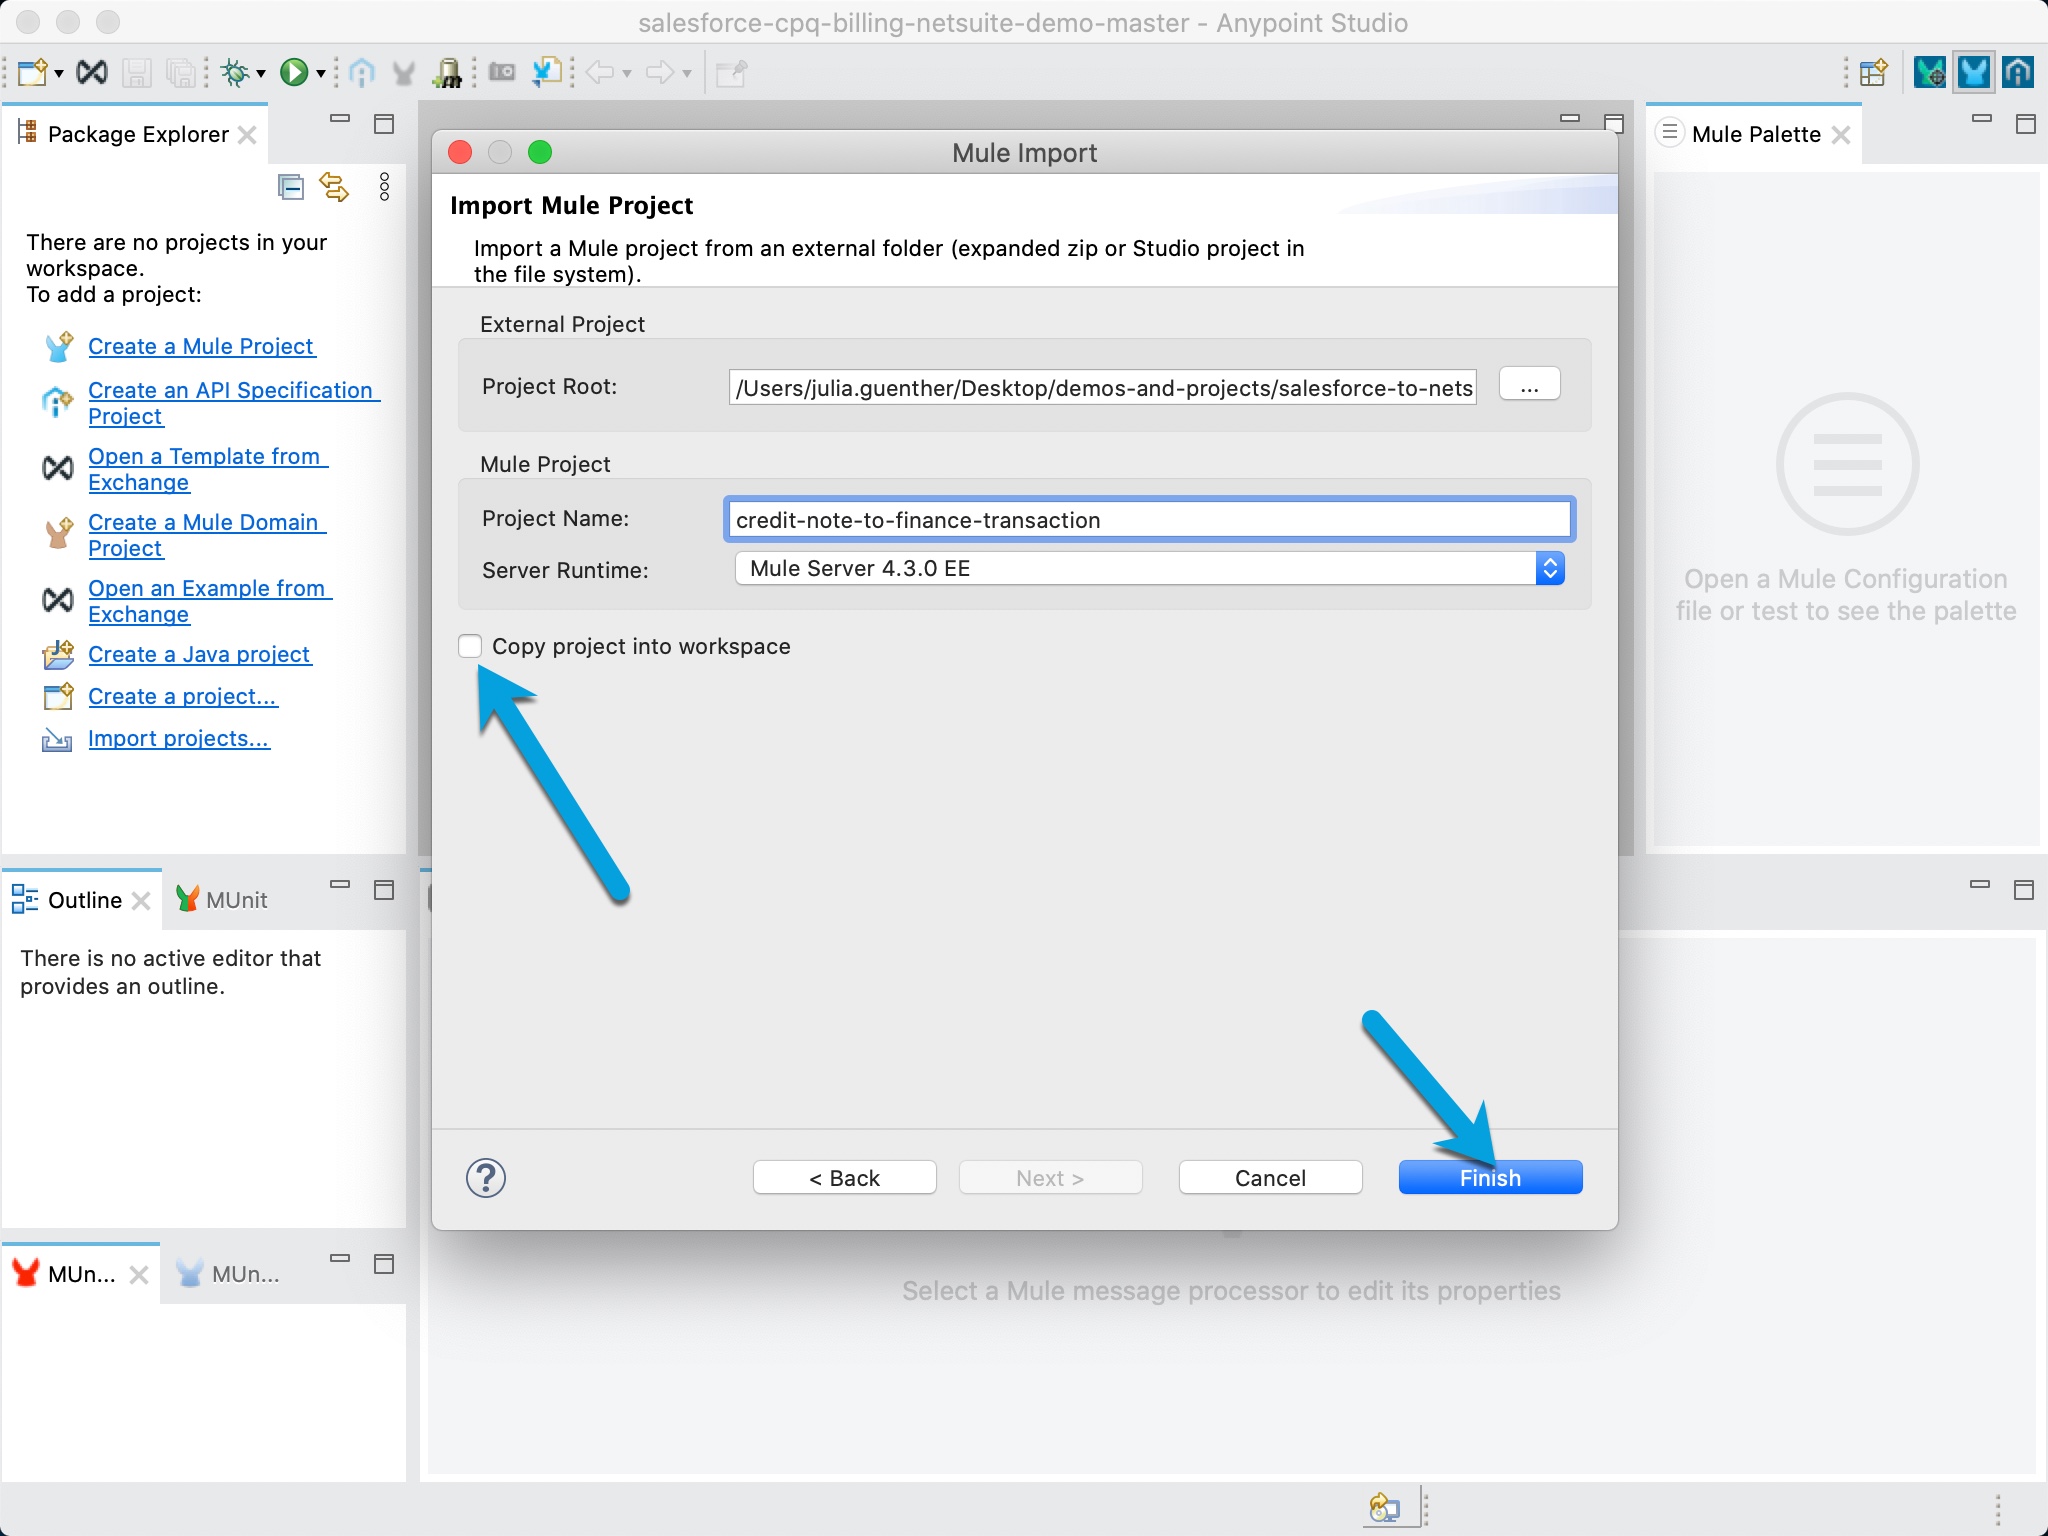 salesforce-cpq-billing-netsuite-demo-master - Anypoint Studio
Package Explorer
There are no projects in your
workspace.
To add a project:
Create a Mule Project
Create an API Specification
Project
Open a Template from
Exchange
Create a Mule Domain
Project
Open an Example from
Exchange
Create a Java project
Create a project...
Import projects...
Mule Import
Import Mule Project
Import a Mule project from an external folder (expanded zip or Studio project in
the file system).
External Project
Project Root: /Users/julia.guenther/Desktop/demos-and-projects/salesforce-to-nets ...
Mule Project
Project Name: credit-note-to-finance-transaction
Server Runtime: Mule Server 4.3.0 EE
Copy project into workspace
? < Back Next > Cancel Finish
Mule Palette
Open a Mule Configuration
file or test to see the palette
Outline MUnit
There is no active editor that
provides an outline.
MUn... MUn...
Select a Mule message processor to edit its properties